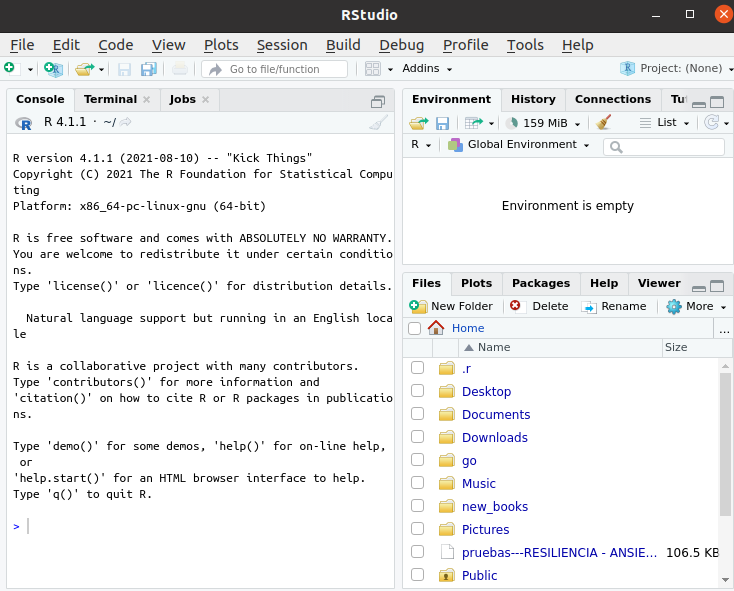 RStudio
File Edit Code View Plots Session Build Debug Profile Tools Help
Go to file/function Addins Project: (None)
Console Terminal Jobs
R 4.1.1 · ~/
R version 4.1.1 (2021-08-10) -- "Kick Things"
Copyright (C) 2021 The R Foundation for Statistical Compu
ting
Platform: x86_64-pc-linux-gnu (64-bit)
R is free software and comes with ABSOLUTELY NO WARRANTY.
You are welcome to redistribute it under certain conditio
ns.
Type 'license()' or 'licence()' for distribution details.
Natural language support but running in an English loca
le
R is a collaborative project with many contributors.
Type 'contributors()' for more information and
'citation()' on how to cite R or R packages in publicatio
ns.
Type 'demo()' for some demos, 'help()' for on-line help,
or
'help.start()' for an HTML browser interface to help.
Type 'q()' to quit R.
>
Environment History Connections Tu
159 MiB List
R Global Environment
Environment is empty
Files Plots Packages Help Viewer
New Folder Delete Rename More
Home ...
Name Size
.r
Desktop
Documents
Downloads
go
Music
new_books
Pictures
pruebas---RESILIENCIA - ANSIE... 106.5 KB
Public